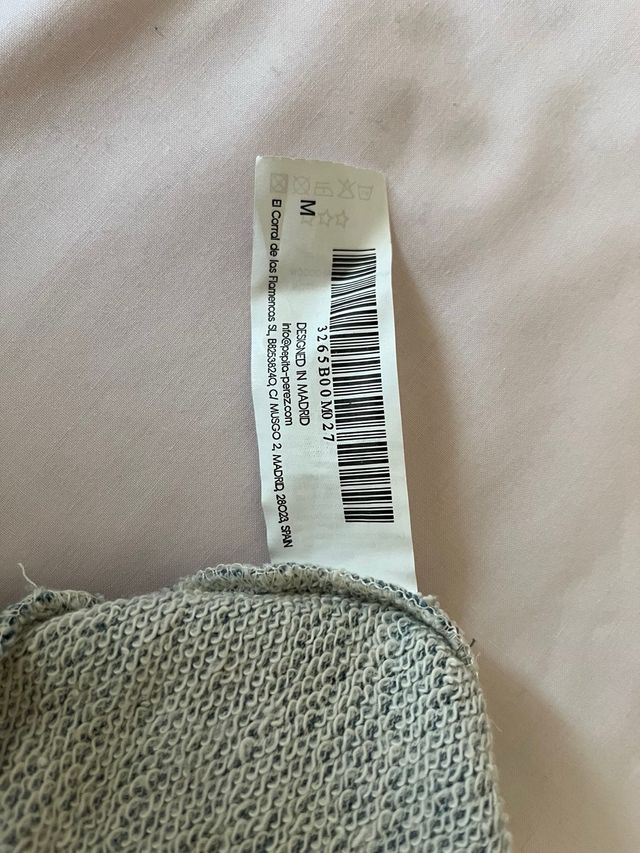 M
3265B00M027
DESIGNED IN MADRID
info@pepita-perez.com
El Corral de las Flamencas SL, B82538240, C/ MUSGO 2, MADRID, 28023, SPAIN